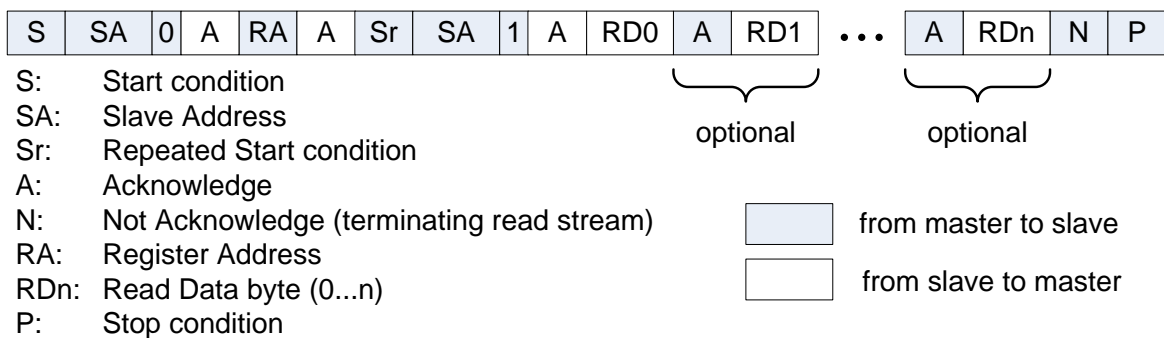 S SA 0 A RA A Sr SA 1 A RD0 A RD1 ••• A RDn N P
S: Start condition
SA: Slave Address
Sr: Repeated Start condition
A: Acknowledge
N: Not Acknowledge (terminating read stream)
RA: Register Address
RDn: Read Data byte (0...n)
P: Stop condition
optional optional
from master to slave
from slave to master